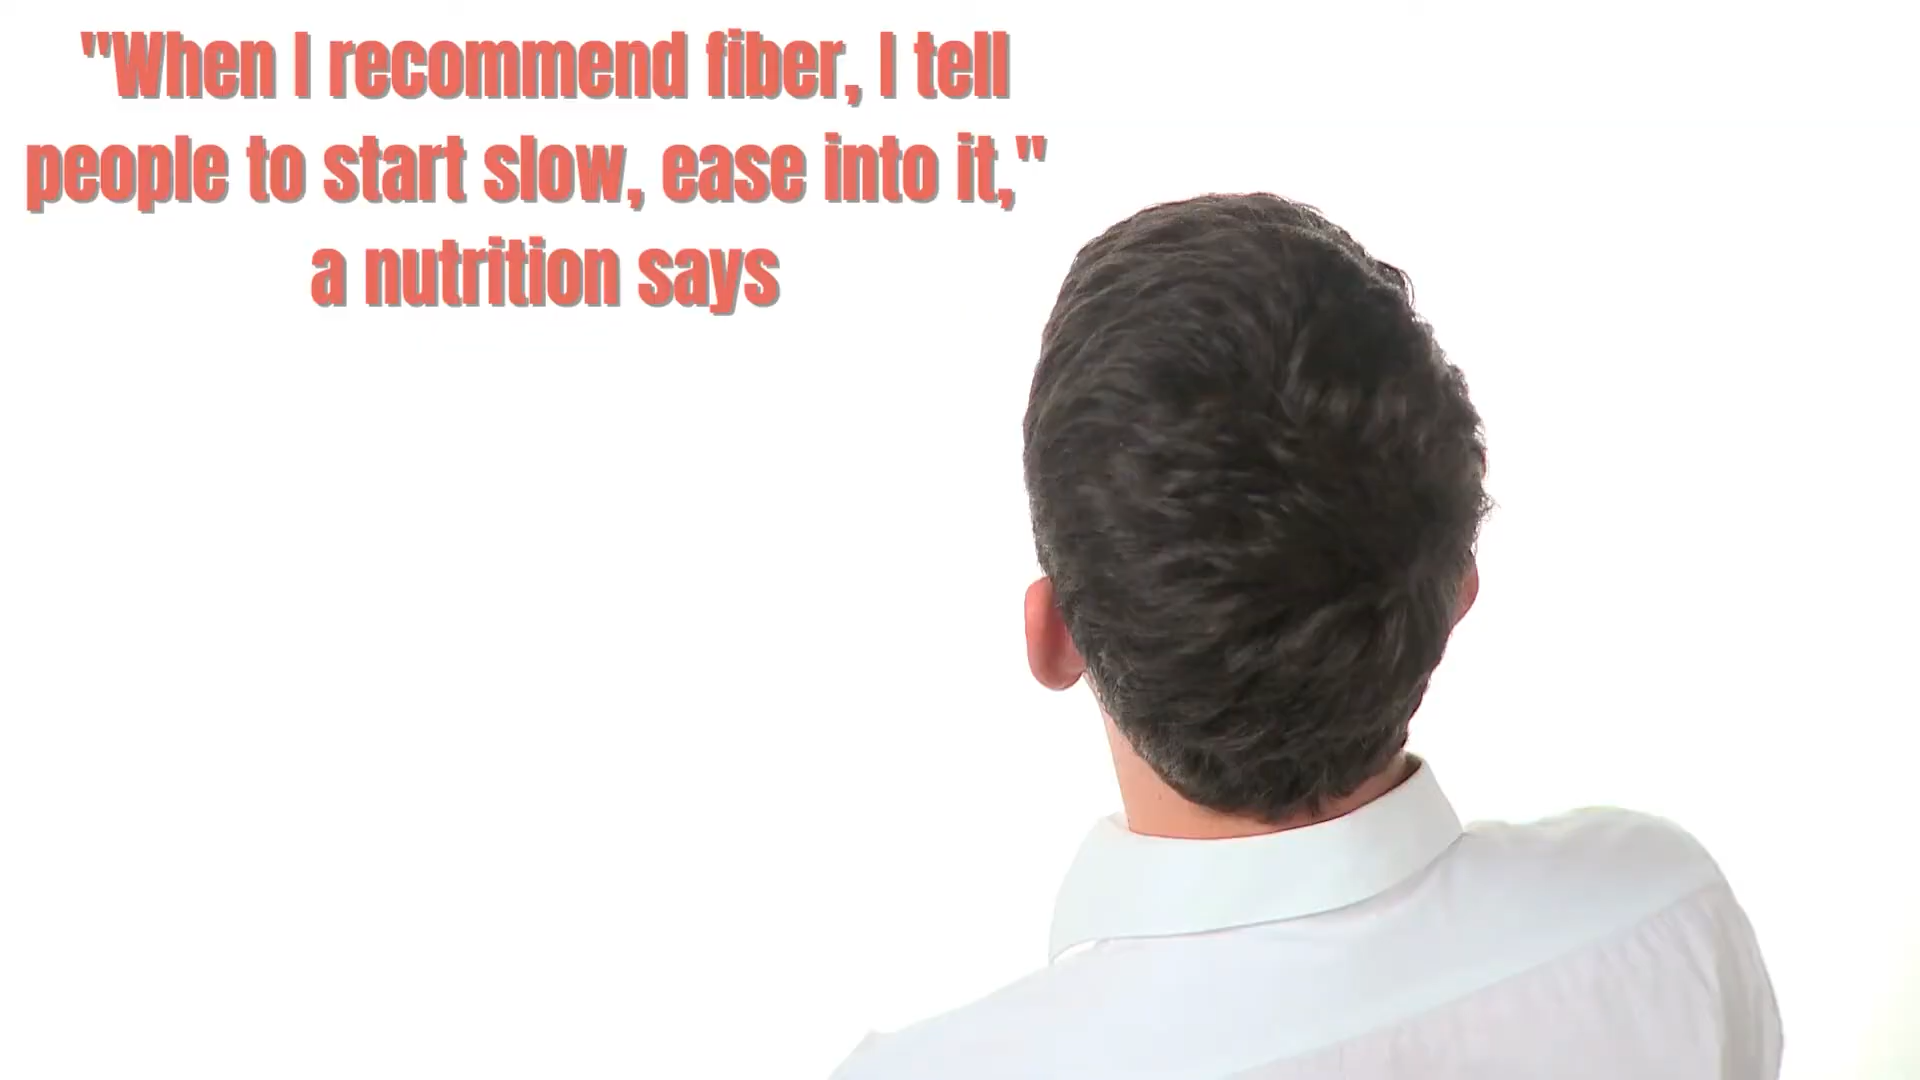 "When I recommend fiber, I tell
people to start slow, ease into it,"
a nutrition says